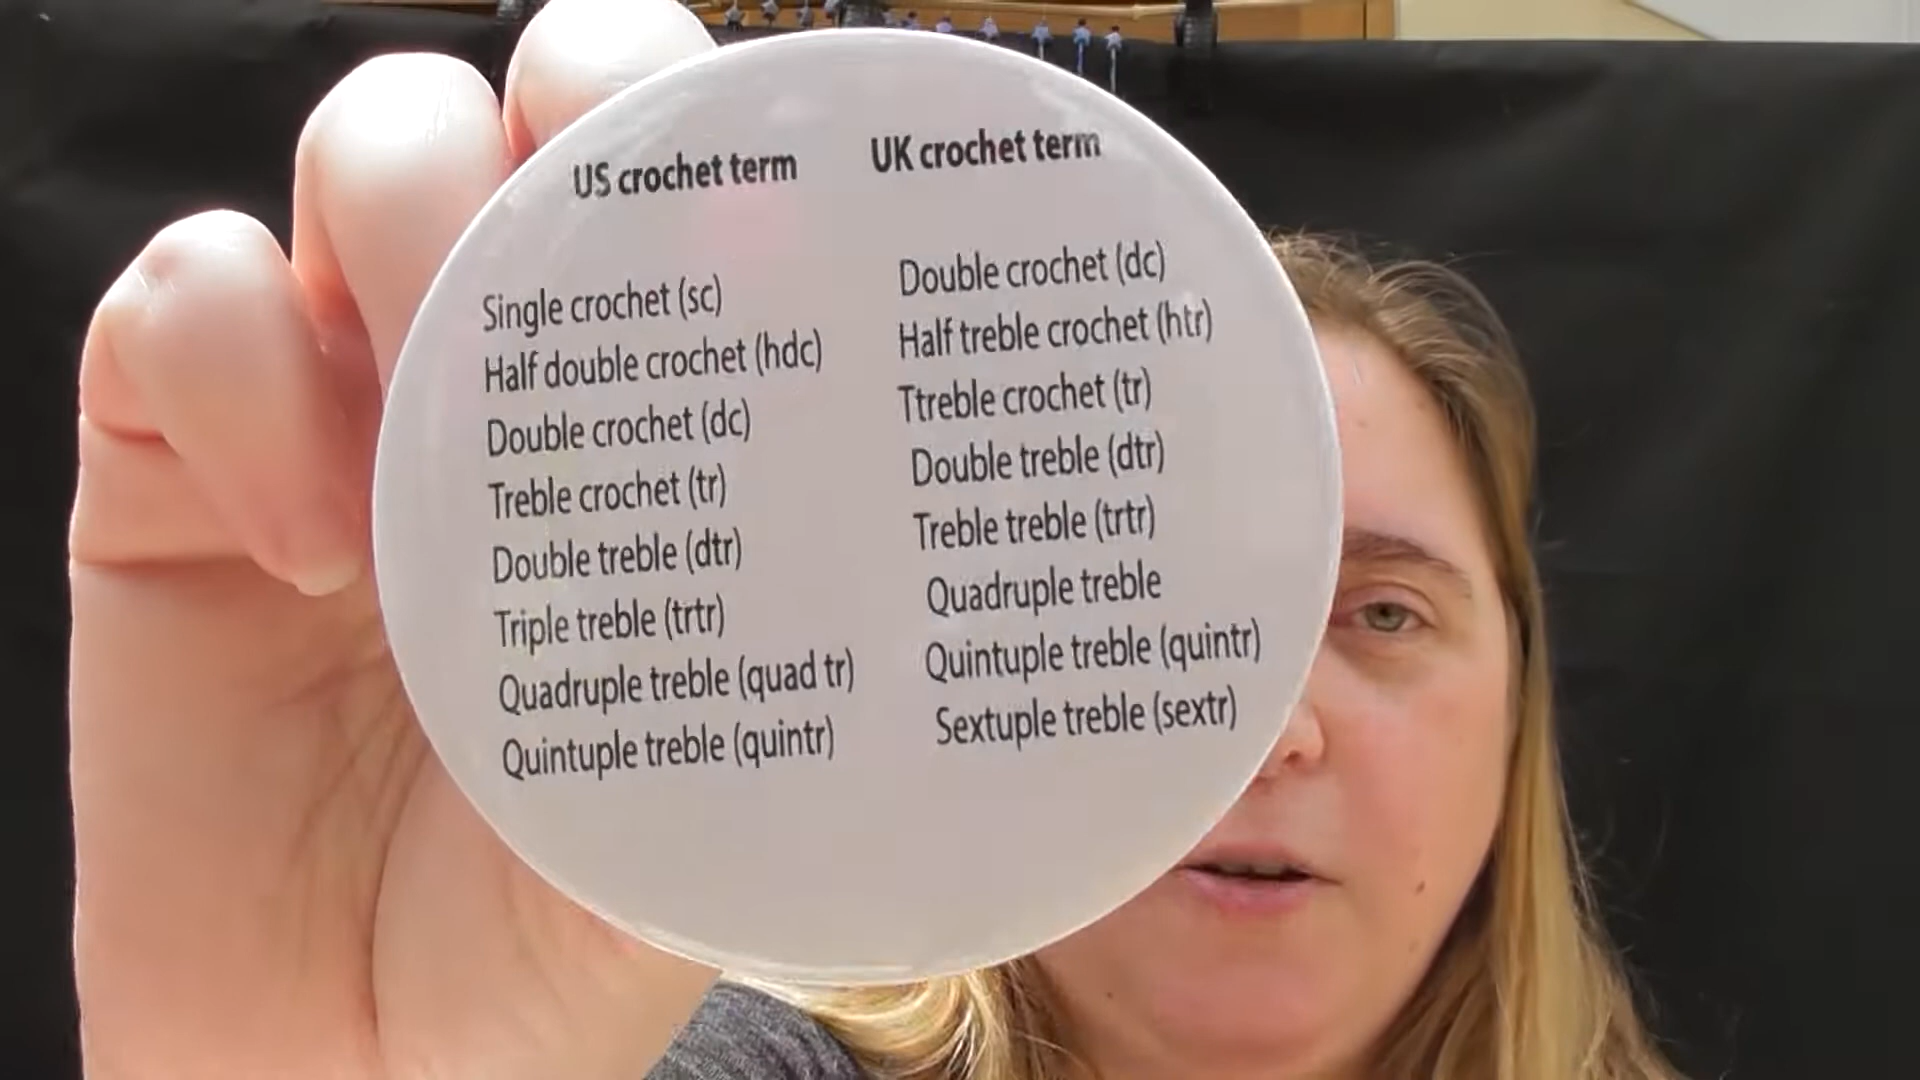 US crochet term UK crochet term
Single crochet (sc) Double crochet (dc)
Half double crochet (hdc) Half treble crochet (htr)
Double crochet (dc) Ttreble crochet (tr)
Treble crochet (tr) Double treble (dtr)
Double treble (dtr) Treble treble (trtr)
Triple treble (trtr) Quadruple treble
Quadruple treble (quad tr) Quintuple treble (quintr)
Quintuple treble (quintr) Sextuple treble (sextr)